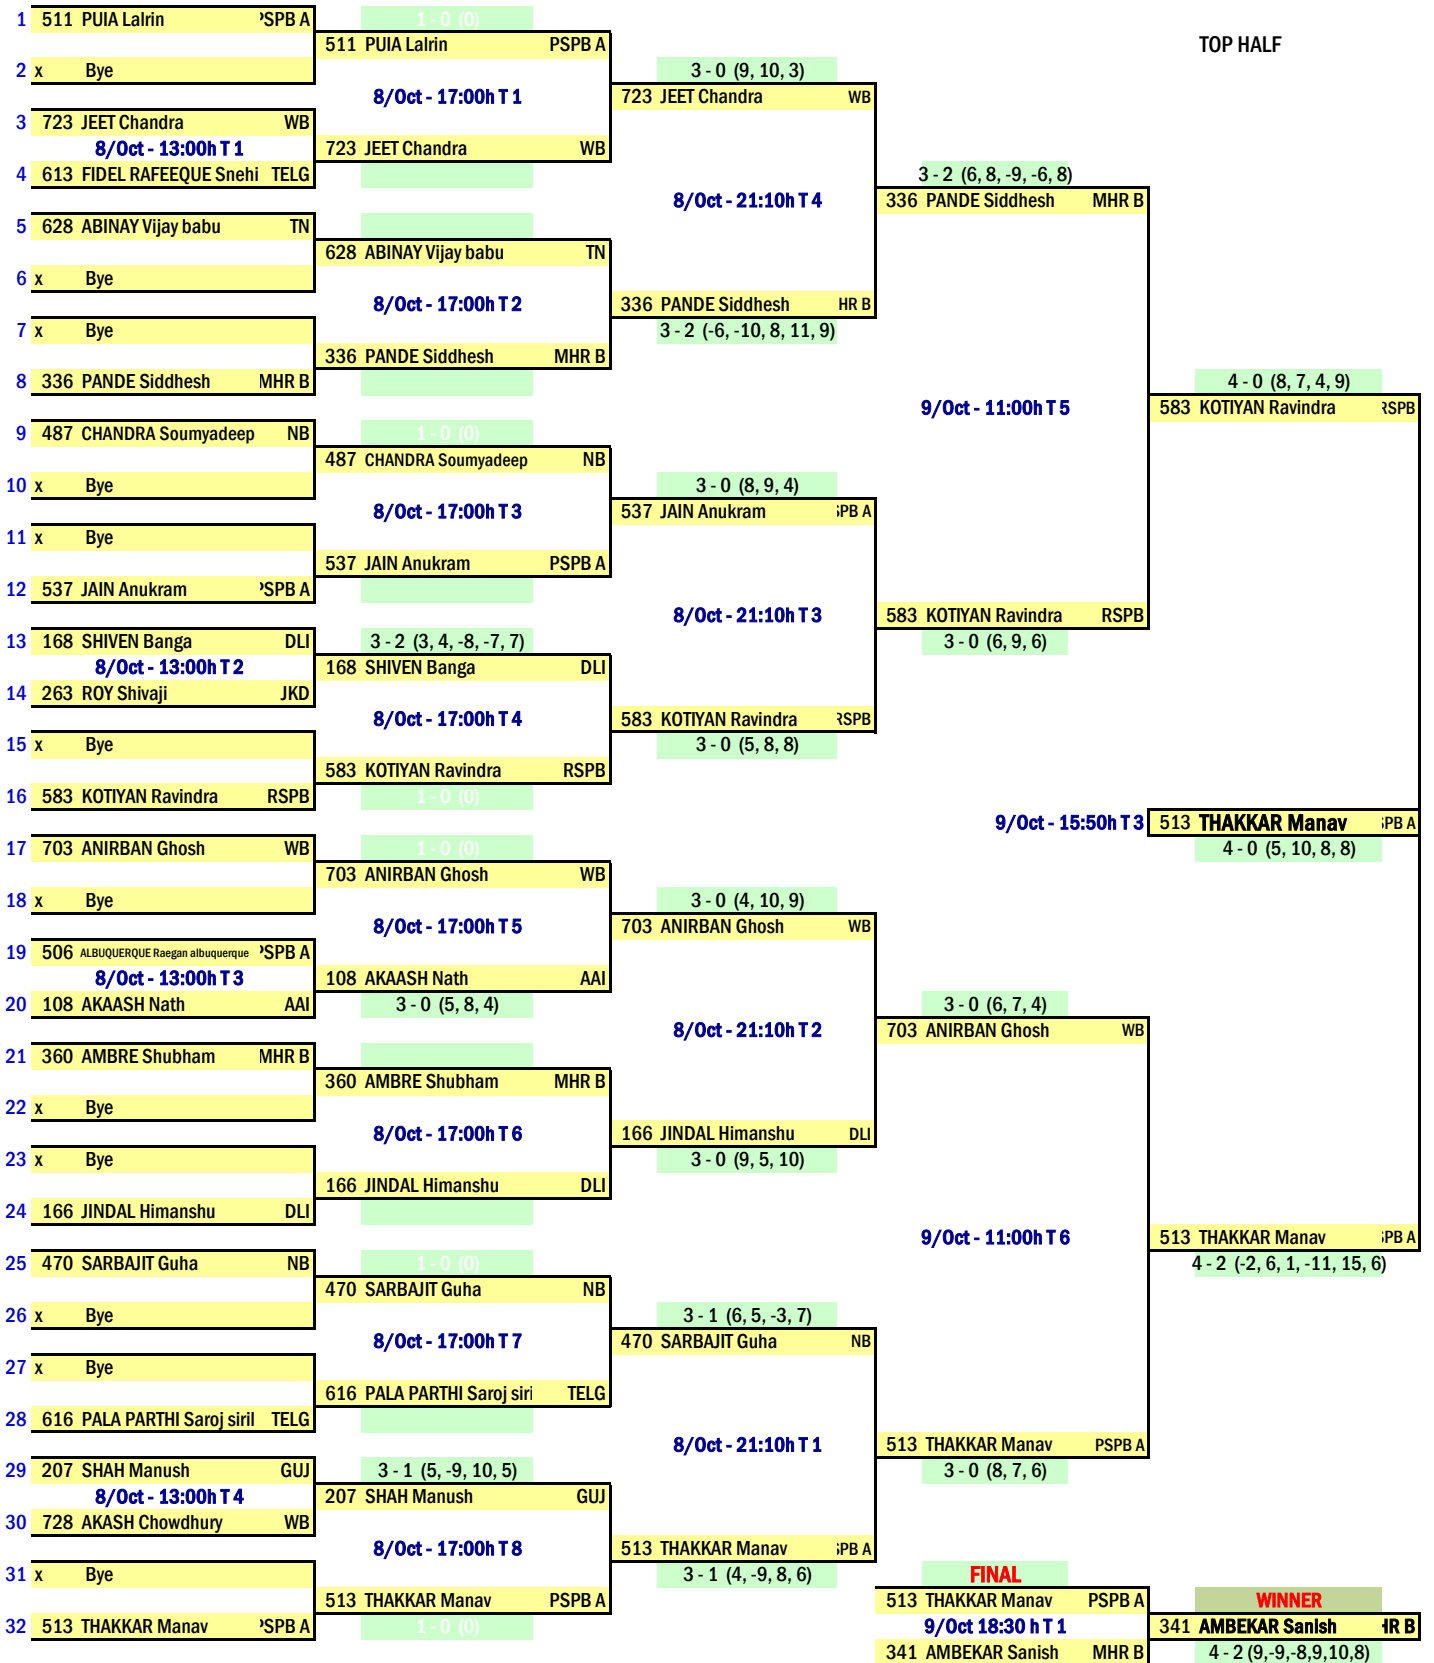 1 511 PUIA Lalrin PSPB A 1 - 0 (0)
511 PUIA Lalrin PSPB A TOP HALF
2 x Bye 3 - 0 (9, 10, 3)
8/Oct - 17:00h T 1 723 JEET Chandra WB
3 723 JEET Chandra WB
8/Oct - 13:00h T 1 723 JEET Chandra WB
4 613 FIDEL RAFEEQUE Snehi TELG 3 - 2 (6, 8, -9, -6, 8)
8/Oct - 21:10h T 4 336 PANDE Siddhesh MHR B
5 628 ABINAY Vijay babu TN
628 ABINAY Vijay babu TN
6 x Bye
8/Oct - 17:00h T 2 336 PANDE Siddhesh HR B
7 x Bye 3 - 2 (-6, -10, 8, 11, 9)
336 PANDE Siddhesh MHR B
8 336 PANDE Siddhesh MHR B 4 - 0 (8, 7, 4, 9)
9/Oct - 11:00h T 5 583 KOTIYAN Ravindra RSPB
9 487 CHANDRA Soumyadeep NB 1 - 0 (0)
487 CHANDRA Soumyadeep NB
10 x Bye 3 - 0 (8, 9, 4)
8/Oct - 17:00h T 3 537 JAIN Anukram SPB A
11 x Bye
537 JAIN Anukram PSPB A
12 537 JAIN Anukram PSPB A
8/Oct - 21:10h T 3 583 KOTIYAN Ravindra RSPB
13 168 SHIVEN Banga DLI 3 - 2 (3, 4, -8, -7, 7) 3 - 0 (6, 9, 6)
8/Oct - 13:00h T 2 168 SHIVEN Banga DLI
14 263 ROY Shivaji JKD
8/Oct - 17:00h T 4 583 KOTIYAN Ravindra RSPB
15 x Bye 3 - 0 (5, 8, 8)
583 KOTIYAN Ravindra RSPB
16 583 KOTIYAN Ravindra RSPB 1 - 0 (0)
9/Oct - 15:50h T 3 513 THAKKAR Manav SPB A
17 703 ANIRBAN Ghosh WB 1 - 0 (0) 4 - 0 (5, 10, 8, 8)
703 ANIRBAN Ghosh WB
18 x Bye 3 - 0 (4, 10, 9)
8/Oct - 17:00h T 5 703 ANIRBAN Ghosh WB
19 506 ALBUQUERQUE Raegan albuquerque PSPB A
8/Oct - 13:00h T 3 108 AKAASH Nath AAI
20 108 AKAASH Nath AAI 3 - 0 (5, 8, 4) 3 - 0 (6, 7, 4)
8/Oct - 21:10h T 2 703 ANIRBAN Ghosh WB
21 360 AMBRE Shubham MHR B
360 AMBRE Shubham MHR B
22 x Bye
8/Oct - 17:00h T 6 166 JINDAL Himanshu DLI
23 x Bye 3 - 0 (9, 5, 10)
166 JINDAL Himanshu DLI
24 166 JINDAL Himanshu DLI
9/Oct - 11:00h T 6 513 THAKKAR Manav SPB A
25 470 SARBAJIT Guha NB 1 - 0 (0) 4 - 2 (-2, 6, 1, -11, 15, 6)
470 SARBAJIT Guha NB
26 x Bye 3 - 1 (6, 5, -3, 7)
8/Oct - 17:00h T 7 470 SARBAJIT Guha NB
27 x Bye
616 PALA PARTHI Saroj siri TELG
28 616 PALA PARTHI Saroj siril TELG
8/Oct - 21:10h T 1 513 THAKKAR Manav PSPB A
29 207 SHAH Manush GUJ 3 - 1 (5, -9, 10, 5) 3 - 0 (8, 7, 6)
8/Oct - 13:00h T 4 207 SHAH Manush GUJ
30 728 AKASH Chowdhury WB
8/Oct - 17:00h T 8 513 THAKKAR Manav SPB A
31 x Bye 3 - 1 (4, -9, 8, 6) FINAL
513 THAKKAR Manav PSPB A 513 THAKKAR Manav PSPB A WINNER
32 513 THAKKAR Manav PSPB A 1 - 0 (0) 9/Oct 18:30 h T 1 341 AMBEKAR Sanish HR B
341 AMBEKAR Sanish MHR B 4 - 2 (9,-9,-8,9,10,8)